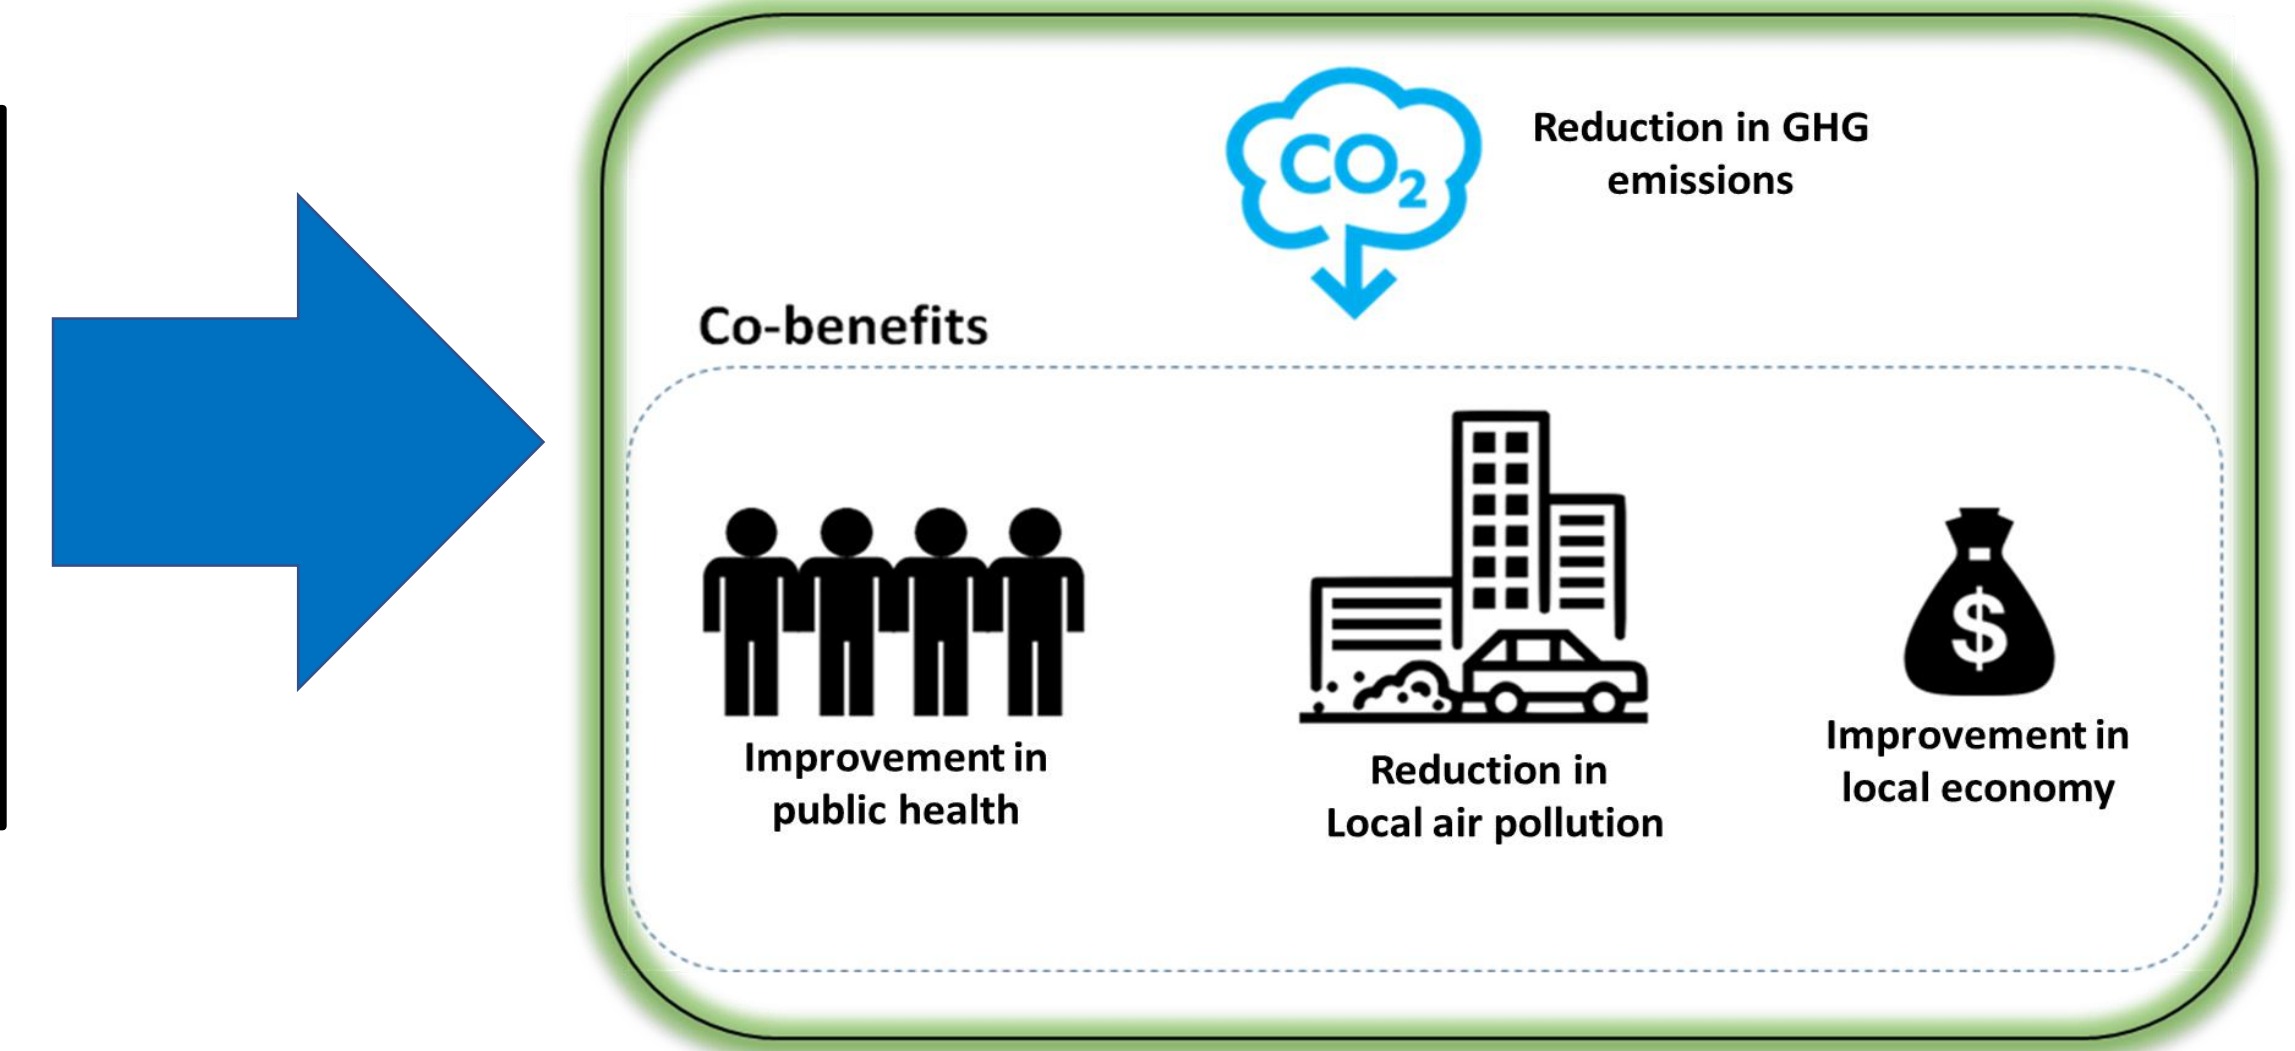 CO₂
Reduction in GHG
emissions
Co-benefits
$
Improvement in
public health
Reduction in
Local air pollution
Improvement in
local economy